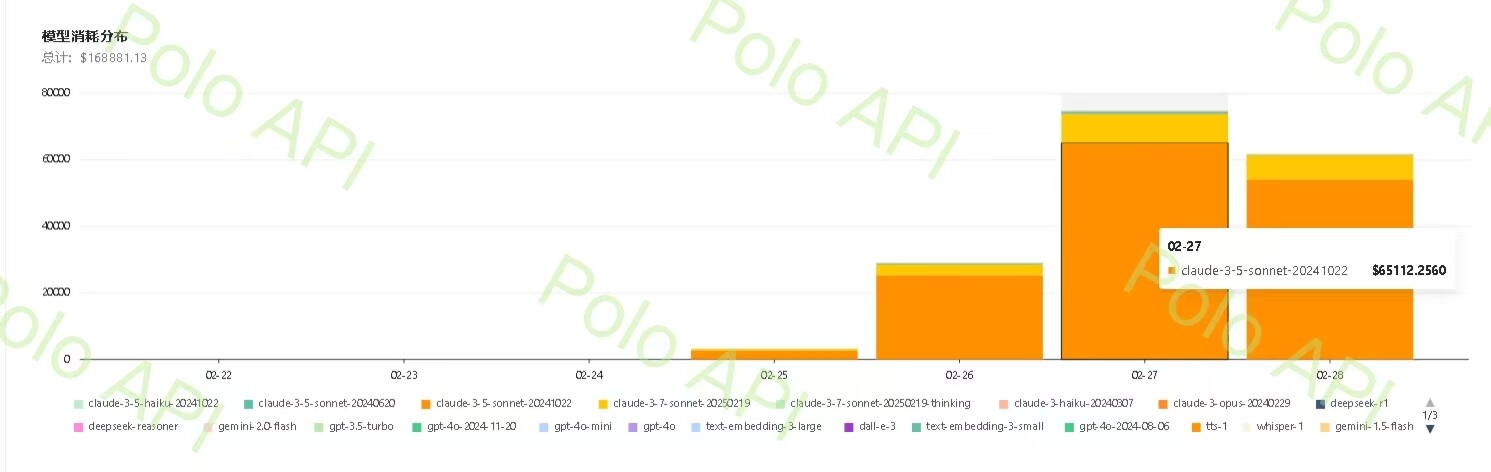 模型消耗分布
总计: $168881.13
80000
60000
40000
20000
0
02-22
02-23
02-24
02-25
02-26
02-27
02-28
02-27
claude-3-5-sonnet-20241022 $65112.2560
claude-3-5-haiku-20241022 claude-3-5-sonnet-20240620 claude-3-5-sonnet-20241022 claude-3-7-sonnet-20250219 claude-3-7-sonnet-20250219-thinking claude-3-haiku-20240307 claude-3-opus-20240229 deepseek-r1
1/3
deepseek-reasoner gemini-2.0-flash gpt-3.5-turbo gpt-4o-2024-11-20 gpt-4o-mini gpt-4o text-embedding-3-large dall-e-3 text-embedding-3-small gpt-4o-2024-08-06 tts-1 whisper-1 gemini-1.5-flash
Polo API
Polo API
Polo API
Polo API
Polo API
Polo API